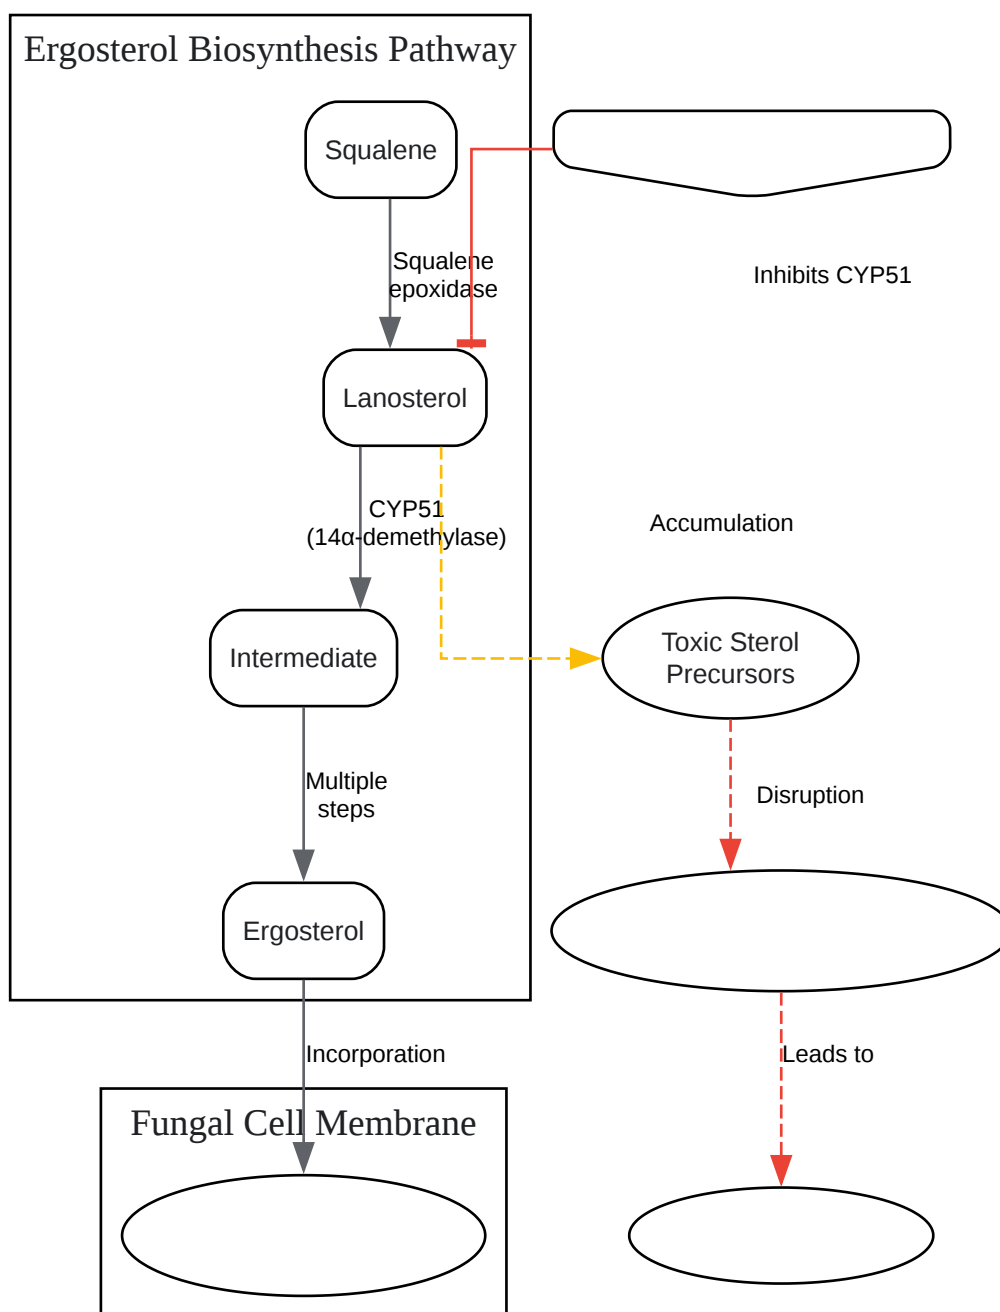 Ergosterol Biosynthesis Pathway
Squalene
Squalene
epoxidase
Inhibits CYP51
Lanosterol
CYP51
(14α-demethylase)
Accumulation
Intermediate
Toxic Sterol
Precursors
Multiple
steps
Disruption
Ergosterol
Incorporation
Leads to
Fungal Cell Membrane